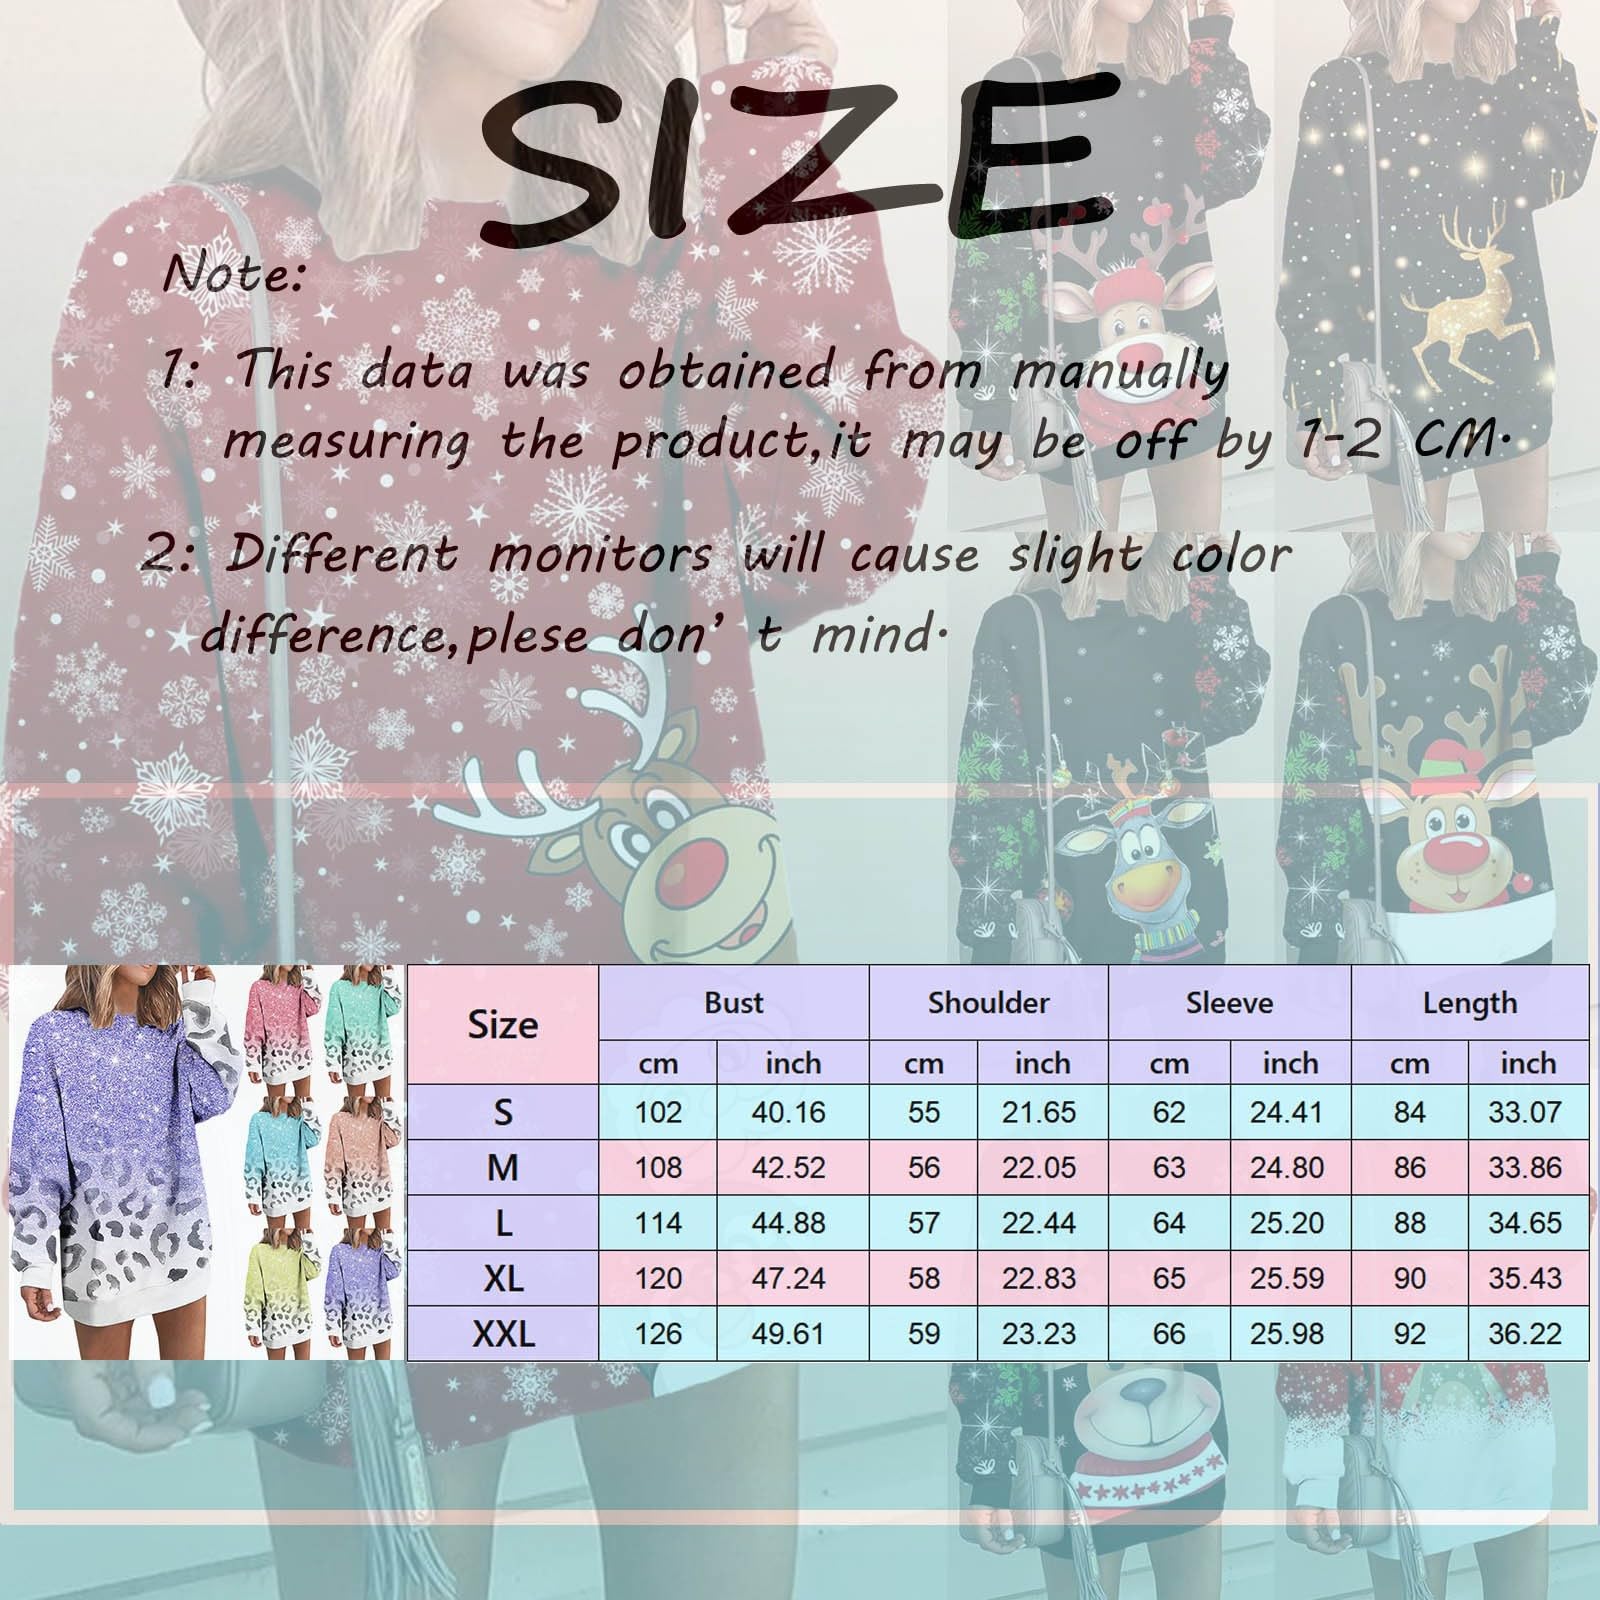 SIZE
Note:
1: This data was obtained from manually
measuring the product,it may be off by 1-2 CM.
2: Different monitors will cause slight color
difference,plese don't mind.
Size Bust Shoulder Sleeve Length
cm inch cm inch cm inch cm inch
S 102 40.16 55 21.65 62 24.41 84 33.07
M 108 42.52 56 22.05 63 24.80 86 33.86
L 114 44.88 57 22.44 64 25.20 88 34.65
XL 120 47.24 58 22.83 65 25.59 90 35.43
XXL 126 49.61 59 23.23 66 25.98 92 36.22